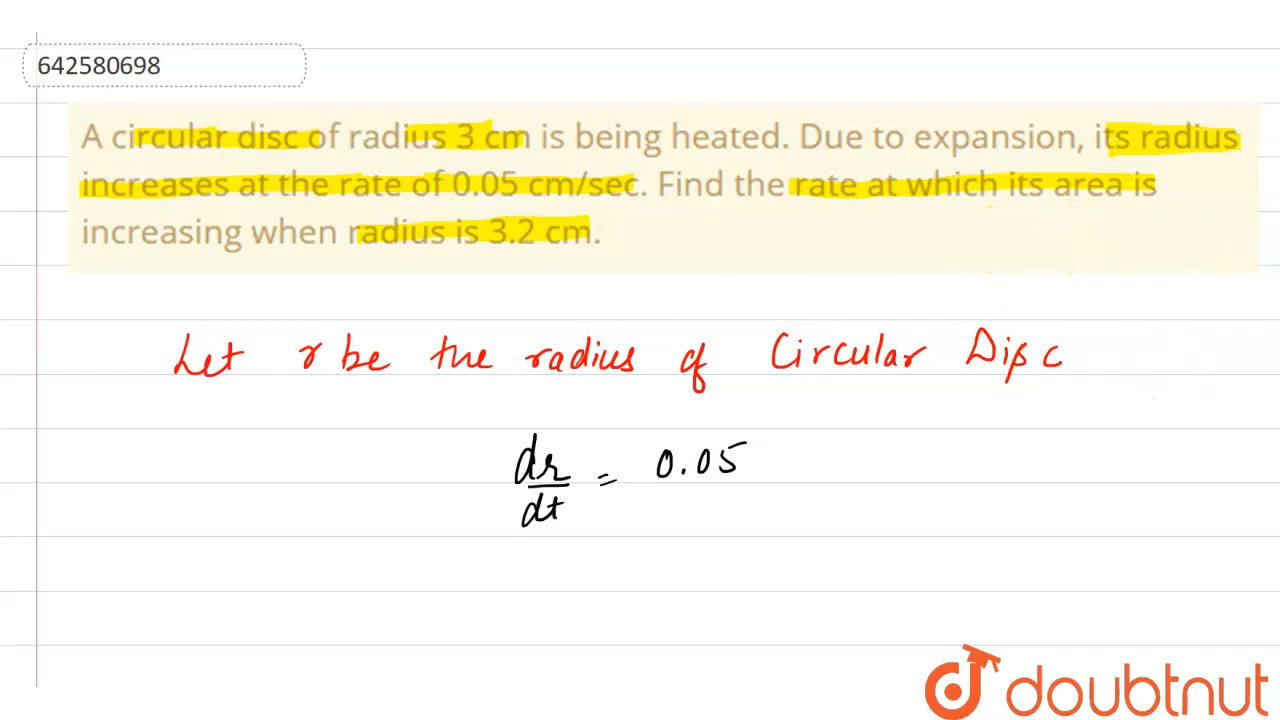 642580698
A circular disc of radius 3 cm is being heated. Due to expansion, its radius
increases at the rate of 0.05 cm/sec. Find the rate at which its area is
increasing when radius is 3.2 cm.
Let r be the radius of Circular Disc
dr/dt = 0.05
doubtnut